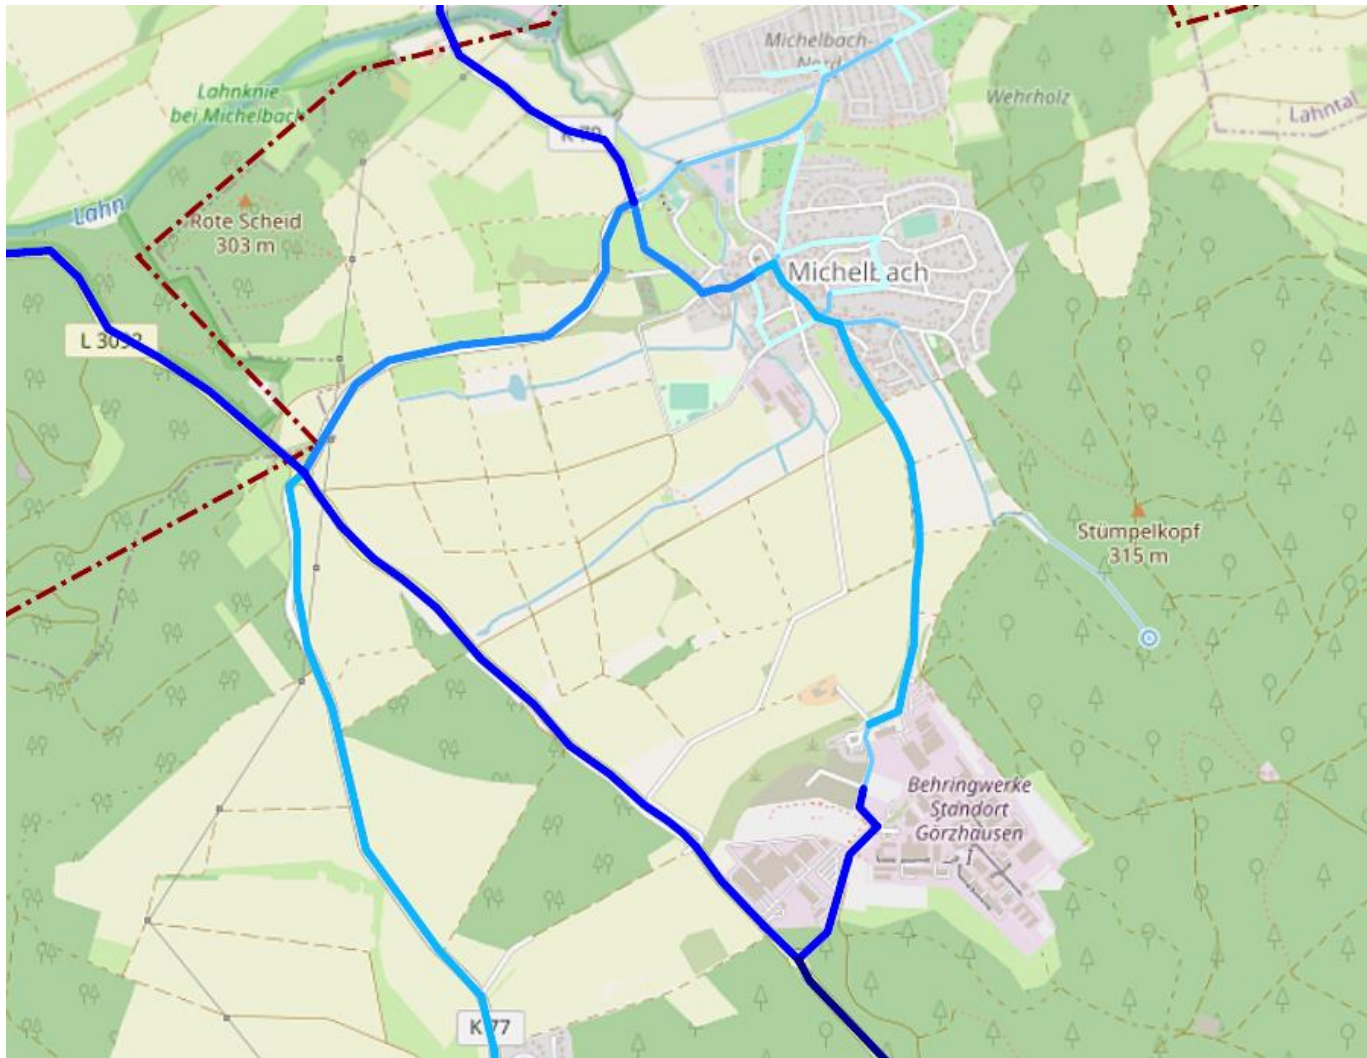 Michelbach-
Nord
Lahnknie
bei Michelbach
Wehrholz
Lahntal
K 79
Lahn
Rote Scheid
303 m
Michelbach
L 3092
Stümpelkopf
315 m
Behringwerke
Standort
Görzhausen
K 77